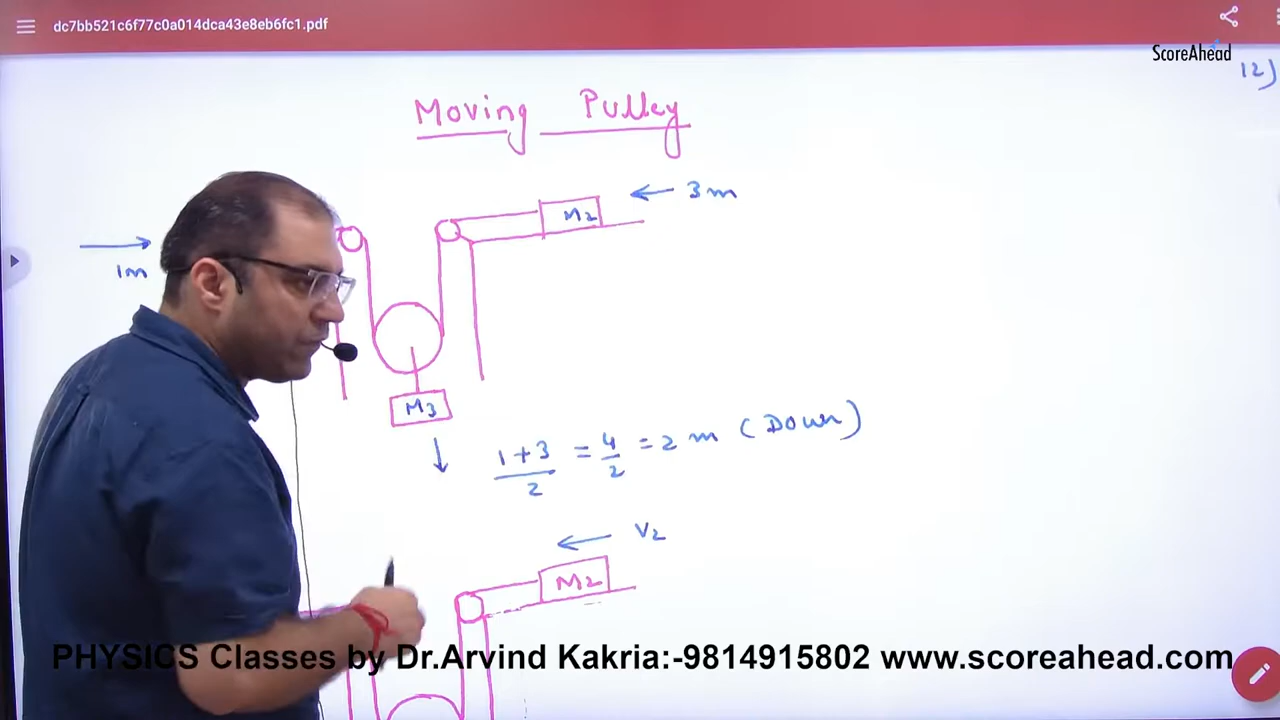 dc7bb521c6f77c0a014dca43e8eb6fc1.pdf
ScoreAhead
12)
Moving Pulley
← 3 m
M2
1m
M3
1+3/2 = 4/2 = 2 m (Down)
← V2
M2
PHYSICS Classes by Dr.Arvind Kakria:-9814915802 www.scoreahead.com